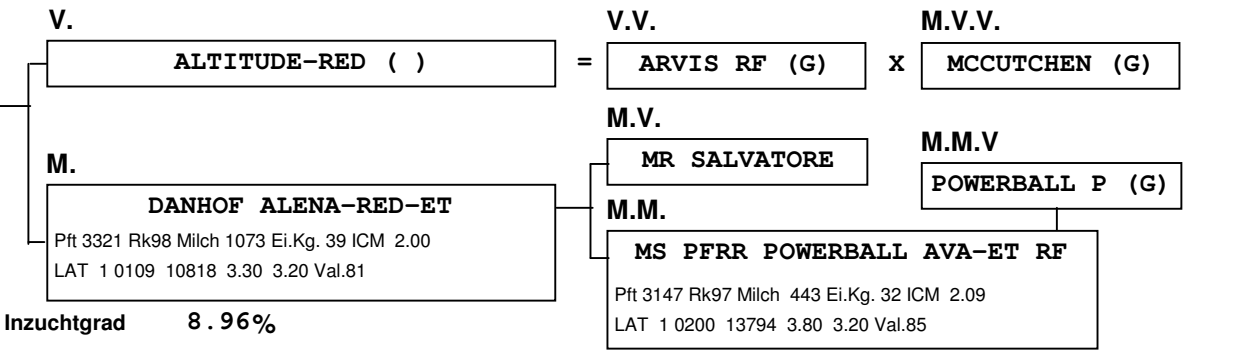 V.
ALTITUDE-RED ( )
=
V.V.
ARVIS RF (G)
X
M.V.V.
MCCUTCHEN (G)
M.
DANHOF ALENA-RED-ET
Pft 3321 Rk98 Milch 1073 Ei.Kg. 39 ICM 2.00
LAT 1 0109 10818 3.30 3.20 Val.81
M.V.
MR SALVATORE
M.M.V
POWERBALL P (G)
M.M.
MS PFRR POWERBALL AVA-ET RF
Pft 3147 Rk97 Milch 443 Ei.Kg. 32 ICM 2.09
LAT 1 0200 13794 3.80 3.20 Val.85
Inzuchtgrad 8.96%